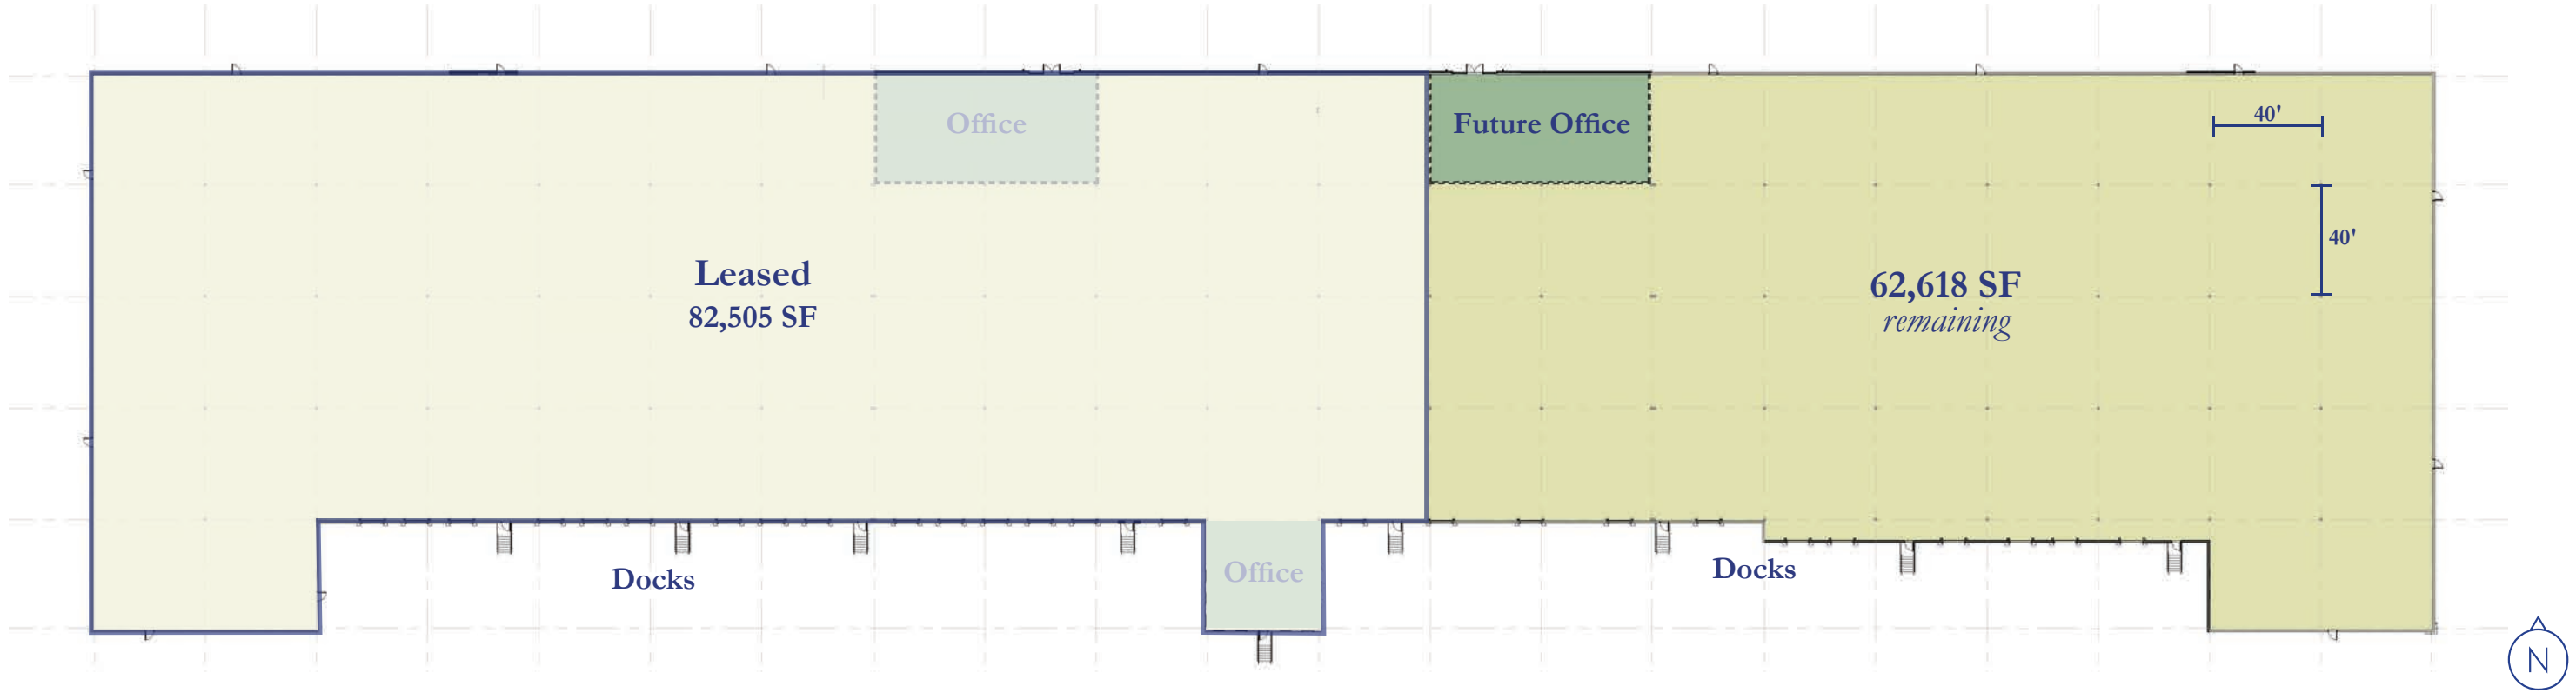 Office
Future Office
40'
40'
Leased
82,505 SF
62,618 SF
remaining
Docks
Office
Docks
N